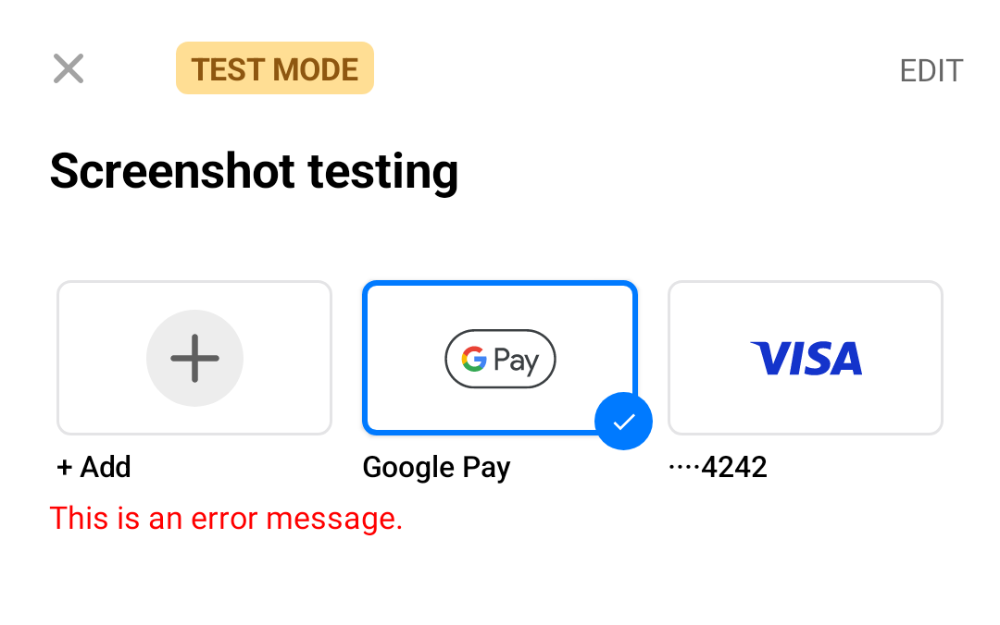 TEST MODE
EDIT
Screenshot testing
G Pay
VISA
+ Add
Google Pay
····4242
This is an error message.